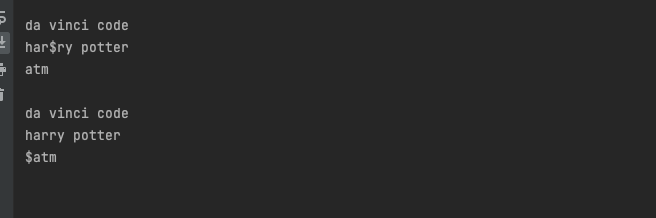 da vinci code
har$ry potter
atm
da vinci code
harry potter
$atm